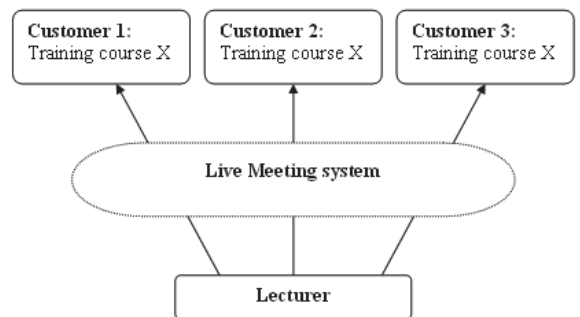 Customer 1:
Training course X
Customer 2:
Training course X
Customer 3:
Training course X
Live Meeting system
Lecturer